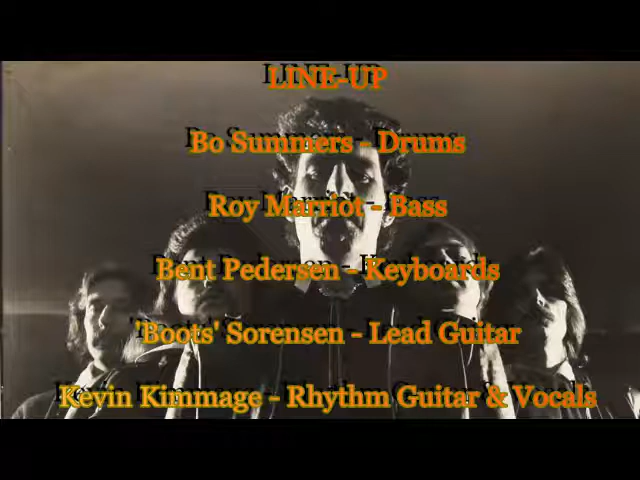 LINE-UP
Bo Summers - Drums
Roy Marriot - Bass
Bent Pedersen - Keyboards
'Boots' Sorensen - Lead Guitar
Kevin Kimmage - Rhythm Guitar & Vocals